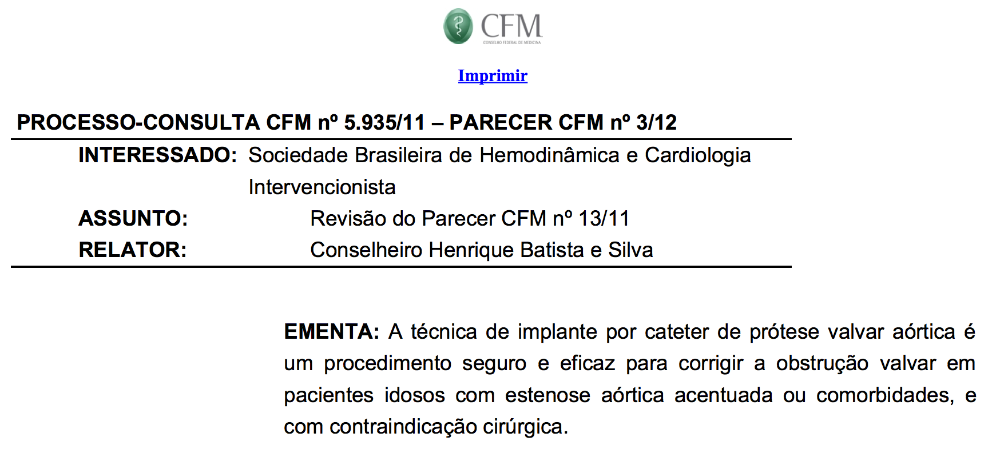 CFM
CONSELHO FEDERAL DE MEDICINA
Imprimir
PROCESSO-CONSULTA CFM nº 5.935/11 – PARECER CFM nº 3/12
INTERESSADO: Sociedade Brasileira de Hemodinâmica e Cardiologia
Intervencionista
ASSUNTO: Revisão do Parecer CFM nº 13/11
RELATOR: Conselheiro Henrique Batista e Silva
EMENTA: A técnica de implante por cateter de prótese valvar aórtica é
um procedimento seguro e eficaz para corrigir a obstrução valvar em
pacientes idosos com estenose aórtica acentuada ou comorbidades, e
com contraindicação cirúrgica.